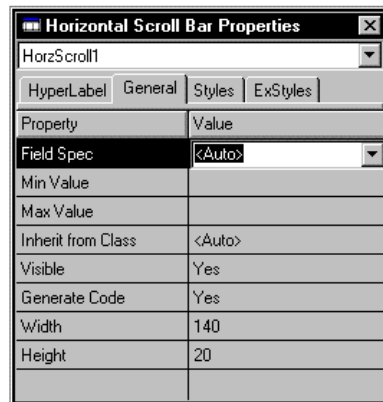 Horizontal Scroll Bar Properties
HorzScroll1
HyperLabel General Styles ExStyles
Property Value
Field Spec <Auto>
Min Value
Max Value
Inherit from Class <Auto>
Visible Yes
Generate Code Yes
Width 140
Height 20